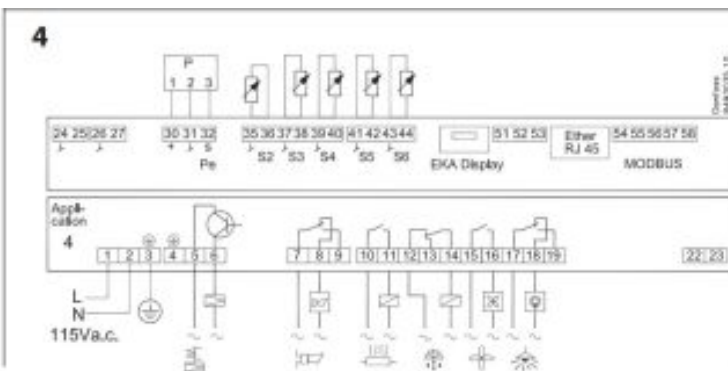 4
P
1 2 3
24 25 26 27 30 31 32 35 36 37 38 39 40 41 42 43 44 51 52 53 Ether RJ 45 54 55 56 57 58
+ S
Pe S2 S3 S4 S5 S6 EKA Display MODBUS
Danfoss
Appli-
cation
4
1 2 3 4 5 6 7 8 9 10 11 12 13 14 15 16 17 18 19 22 23
L
N
115Va.c.